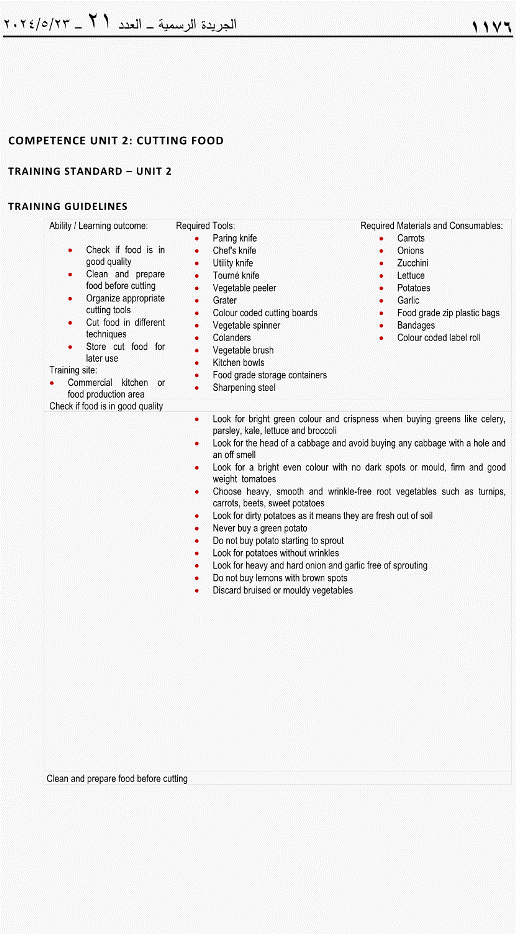 الجريدة الرسمية – العدد ٢١ – ٢٠٢٤/٥/٢٣
١١٧٦
COMPETENCE UNIT 2: CUTTING FOOD
TRAINING STANDARD – UNIT 2
TRAINING GUIDELINES
Ability / Learning outcome:
• Check if food is in
good quality
• Clean and prepare
food before cutting
• Organize appropriate
cutting tools
• Cut food in different
techniques
• Store cut food for
later use
Training site:
• Commercial kitchen or
food production area
Required Tools:
• Paring knife
• Chef's knife
• Utility knife
• Tourné knife
• Vegetable peeler
• Grater
• Colour coded cutting boards
• Vegetable spinner
• Colanders
• Vegetable brush
• Kitchen bowls
• Food grade storage containers
• Sharpening steel
Required Materials and Consumables:
• Carrots
• Onions
• Zucchini
• Lettuce
• Potatoes
• Garlic
• Food grade zip plastic bags
• Bandages
• Colour coded label roll
Check if food is in good quality
• Look for bright green colour and crispness when buying greens like celery,
parsley, kale, lettuce and broccoli
• Look for the head of a cabbage and avoid buying any cabbage with a hole and
an off smell
• Look for a bright even colour with no dark spots or mould, firm and good
weight tomatoes
• Choose heavy, smooth and wrinkle-free root vegetables such as turnips,
carrots, beets, sweet potatoes
• Look for dirty potatoes as it means they are fresh out of soil
• Never buy a green potato
• Do not buy potato starting to sprout
• Look for potatoes without wrinkles
• Look for heavy and hard onion and garlic free of sprouting
• Do not buy lemons with brown spots
• Discard bruised or mouldy vegetables
Clean and prepare food before cutting